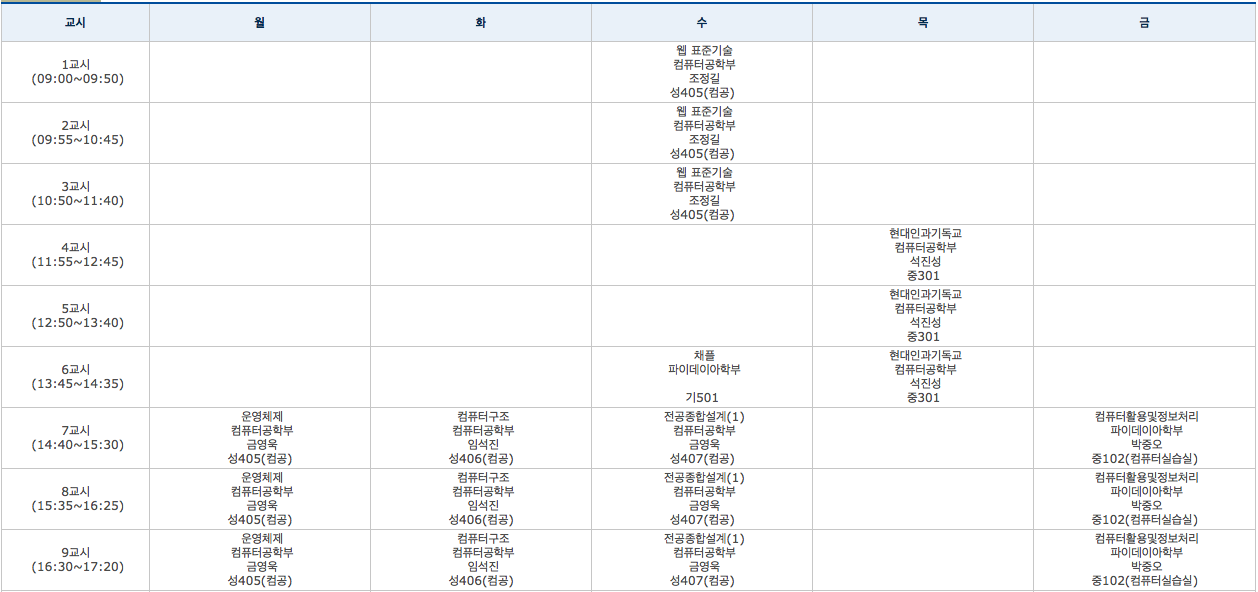 교시 월 화 수 목 금
1교시
(09:00~09:50)
웹 표준기술
컴퓨터공학부
조정길
성405(컴공)
2교시
(09:55~10:45)
웹 표준기술
컴퓨터공학부
조정길
성405(컴공)
3교시
(10:50~11:40)
웹 표준기술
컴퓨터공학부
조정길
성405(컴공)
4교시
(11:55~12:45)
현대인과기독교
컴퓨터공학부
석진성
중301
5교시
(12:50~13:40)
현대인과기독교
컴퓨터공학부
석진성
중301
6교시
(13:45~14:35)
채플
파이데이아학부
기501
현대인과기독교
컴퓨터공학부
석진성
중301
7교시
(14:40~15:30)
운영체제
컴퓨터공학부
금영욱
성405(컴공)
컴퓨터구조
컴퓨터공학부
임석진
성406(컴공)
전공종합설계(1)
컴퓨터공학부
금영욱
성407(컴공)
컴퓨터활용및정보처리
파이데이아학부
박중오
중102(컴퓨터실습실)
8교시
(15:35~16:25)
운영체제
컴퓨터공학부
금영욱
성405(컴공)
컴퓨터구조
컴퓨터공학부
임석진
성406(컴공)
전공종합설계(1)
컴퓨터공학부
금영욱
성407(컴공)
컴퓨터활용및정보처리
파이데이아학부
박중오
중102(컴퓨터실습실)
9교시
(16:30~17:20)
운영체제
컴퓨터공학부
금영욱
성405(컴공)
컴퓨터구조
컴퓨터공학부
임석진
성406(컴공)
전공종합설계(1)
컴퓨터공학부
금영욱
성407(컴공)
컴퓨터활용및정보처리
파이데이아학부
박중오
중102(컴퓨터실습실)